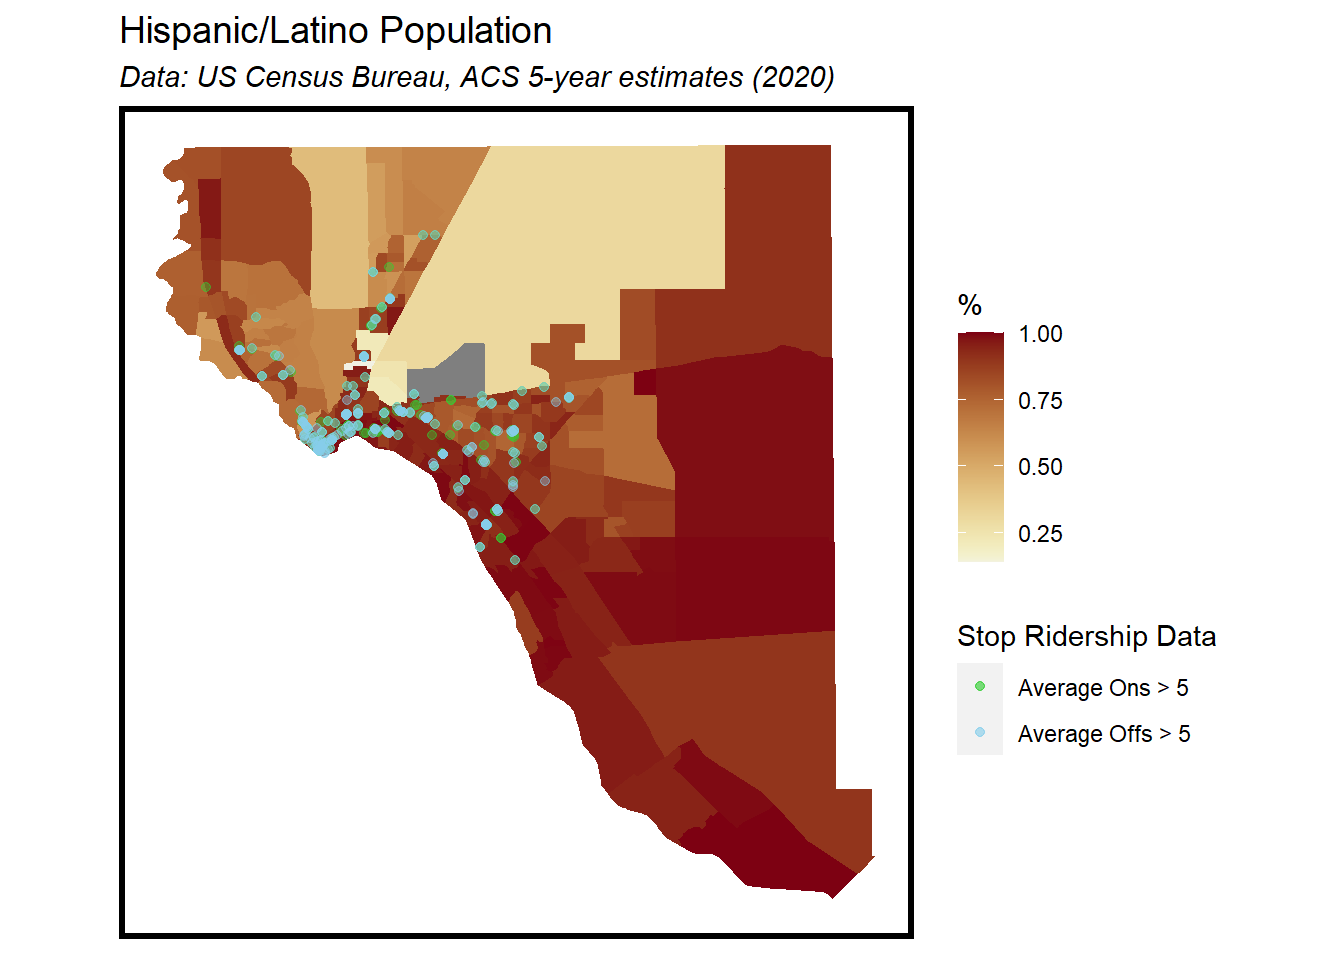 Hispanic/Latino Population
Data: US Census Bureau, ACS 5-year estimates (2020)
%
1.00
0.75
0.50
0.25
Stop Ridership Data
Average Ons > 5
Average Offs > 5